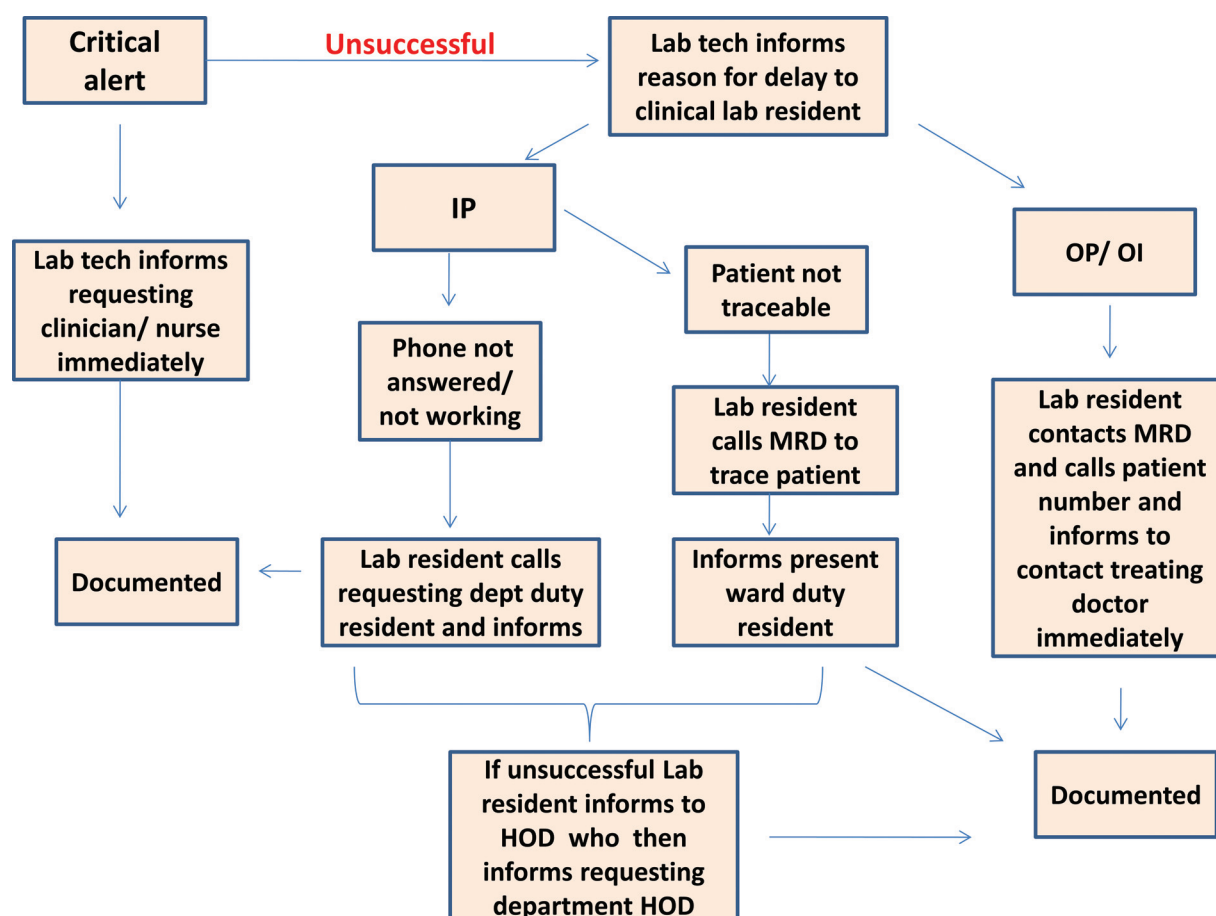 Critical
alert
Unsuccessful
Lab tech informs
reason for delay to
clinical lab resident
IP
OP/ OI
Lab tech informs
requesting
clinician/ nurse
immediately
Patient not
traceable
Phone not
answered/
not working
Lab resident
calls MRD to
trace patient
Lab resident
contacts MRD
and calls patient
number and
informs to
contact treating
doctor
immediately
Documented
Lab resident calls
requesting dept duty
resident and informs
Informs present
ward duty
resident
If unsuccessful Lab
resident informs to
HOD who then
informs requesting
department HOD
Documented